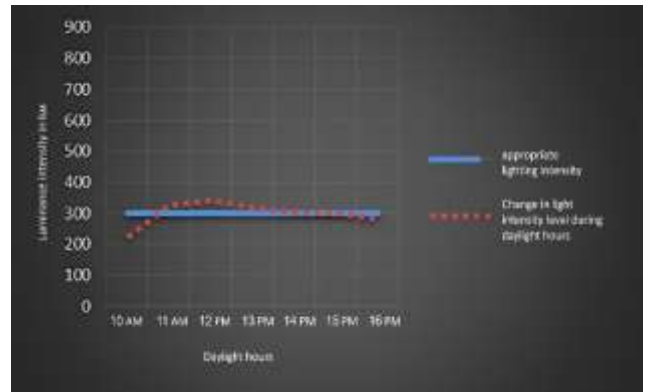 900
800
700
600
500
400
300
200
100
0
Luminance intensity in lux
10 AM 11 AM 12 PM 13 PM 14 PM 15 PM 16 PM
Daylight hours
appropriate
lighting intensity
Change in light
intensity level during
daylight hours